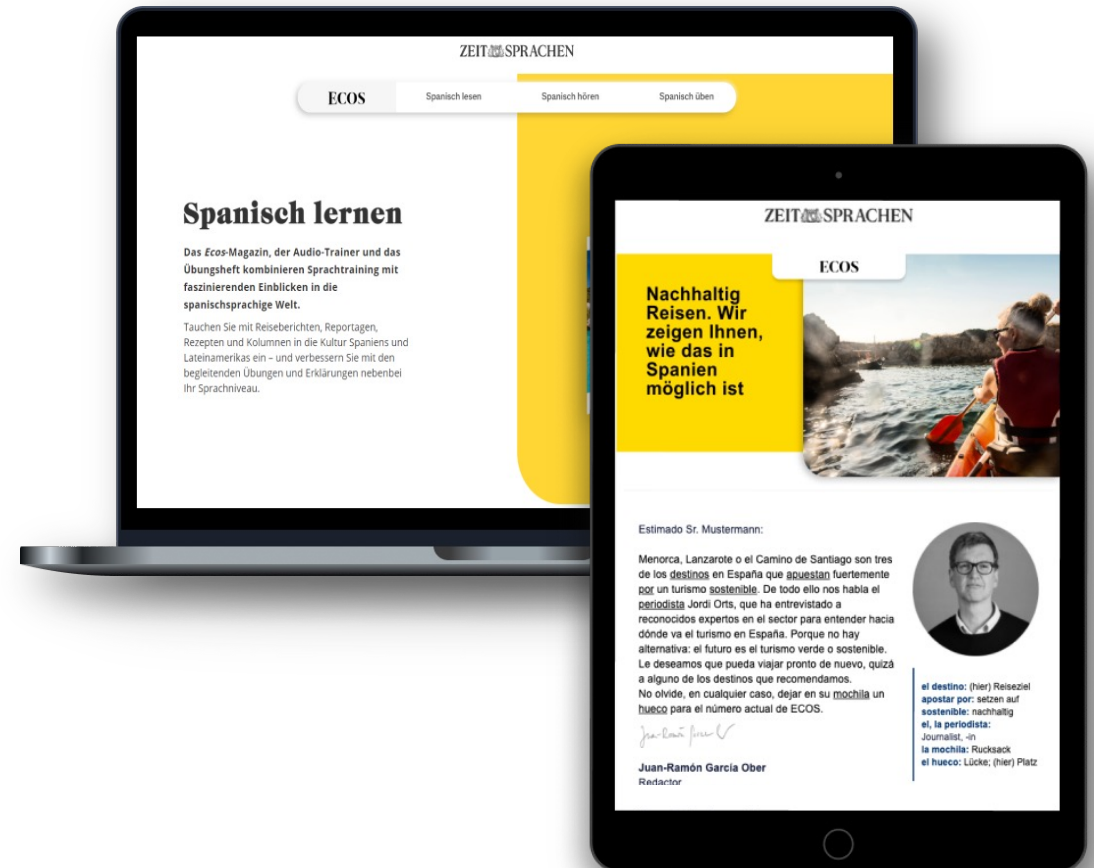 ZEIT SPRACHEN
ECOS
Spanisch lesen
Spanisch hören
Spanisch üben
Spanisch lernen
Das Ecos-Magazin, der Audio-Trainer und das
Übungsheft kombinieren Sprachtraining mit
faszinierenden Einblicken in die
spanischsprachige Welt.
Tauchen Sie mit Reiseberichten, Reportagen,
Rezepten und Kolumnen in die Kultur Spaniens und
Lateinamerikas ein – und verbessern Sie mit den
begleitenden Übungen und Erklärungen nebenbei
Ihr Sprachniveau.
ZEIT SPRACHEN
ECOS
Nachhaltig
Reisen. Wir
zeigen Ihnen,
wie das in
Spanien
möglich ist
Estimado Sr. Mustermann:
Menorca, Lanzarote o el Camino de Santiago son tres
de los destinos en España que apuestan fuertemente
por un turismo sostenible. De todo ello nos habla el
periodista Jordi Orts, que ha entrevistado a
reconocidos expertos en el sector para entender hacia
dónde va el turismo en España. Porque no hay
alternativa: el futuro es el turismo verde o sostenible.
Le deseamos que pueda viajar pronto de nuevo, quizá
a alguno de los destinos que recomendamos.
No olvide, en cualquier caso, dejar en su mochila un
hueco para el número actual de ECOS.
Juan-Ramón García Ober
Redactor
el destino: (hier) Reiseziel
apostar por: setzen auf
sostenible: nachhaltig
el, la periodista:
Journalist, -in
la mochila: Rucksack
el hueco: Lücke; (hier) Platz